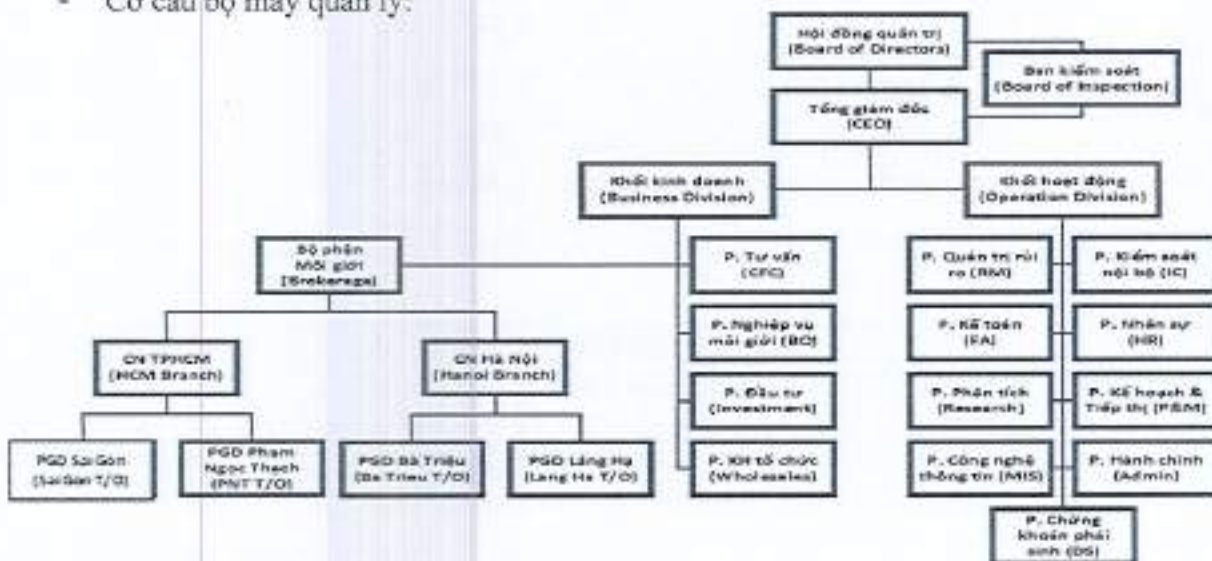 - Cơ cấu bộ máy quản lý:
Hội đồng quản trị
(Board of Directors)
Ban kiểm soát
(Board of Inspection)
Tổng giám đốc
(CEO)
Khối kinh doanh
(Business Division)
Khối hoạt động
(Operation Division)
Bộ phận
Môi giới
(Brokerage)
P. Tư vấn
(CFC)
P. Quản trị rủi
ro (RM)
P. Kiểm soát
nội bộ (IC)
P. Nghiệp vụ
môi giới (BO)
P. Kế toán
(FA)
P. Nhân sự
(HR)
CN TPHCM
(HCM Branch)
CN Hà Nội
(Hanoi Branch)
P. Đầu tư
(Investment)
P. Phân tích
(Research)
P. Kế hoạch &
Tiếp thị (P&M)
PGD Sài Gòn
(Sai Gon T/O)
PGD Phạm
Ngọc Thạch
(PNT T/O)
PGD Bà Triệu
(Ba Trieu T/O)
PGD Láng Hạ
(Lang Ha T/O)
P. KH tổ chức
(Wholesales)
P. Công nghệ
thông tin (MIS)
P. Hành chính
(Admin)
P. Chứng
khoán phái
sinh (DS)